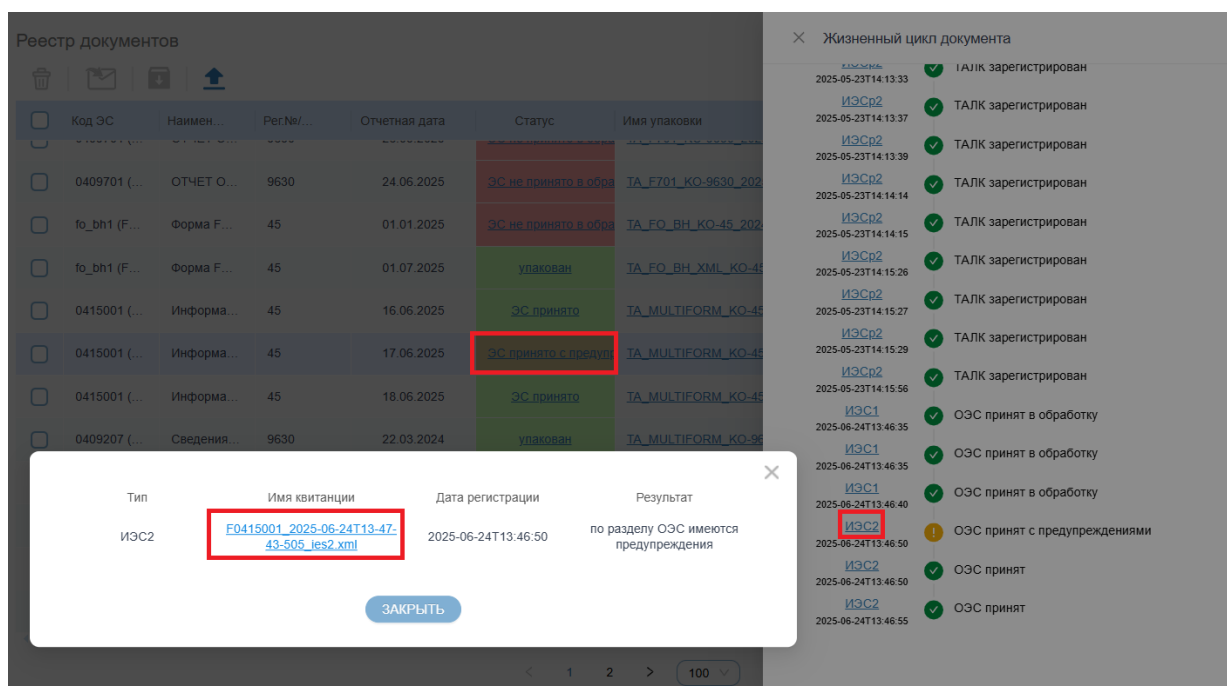 Реестр документов
Код ЭС Наимен... Рег.№/... Отчетная дата Статус Имя упаковки
0409701 (... ОТЧЕТ О... 9630 24.06.2025 ЭС не принято в обра TA_F701_KO-9630_202
fo_bh1 (F... Форма F... 45 01.01.2025 ЭС не принято в обра TA_FO_BH_KO-45_202
fo_bh1 (F... Форма F... 45 01.07.2025 упакован TA_FO_BH_XML_KO-45
0415001 (... Информа... 45 16.06.2025 ЭС принято TA_MULTIFORM_KO-45
0415001 (... Информа... 45 17.06.2025 ЭС принято с предупр TA_MULTIFORM_KO-45
0415001 (... Информа... 45 18.06.2025 ЭС принято TA_MULTIFORM_KO-45
0409207 (... Сведения... 9630 22.03.2024 упакован TA_MULTIFORM_KO-96
Тип Имя квитанции Дата регистрации Результат
ИЭС2 F0415001_2025-06-24T13-47-43-505_ies2.xml 2025-06-24T13:46:50 по разделу ОЭС имеются
предупреждения
ЗАКРЫТЬ
< 1 2 > 100
Жизненный цикл документа
ИЭСр2 ТАЛК зарегистрирован
2025-05-23T14:13:33
ИЭСр2 ТАЛК зарегистрирован
2025-05-23T14:13:37
ИЭСр2 ТАЛК зарегистрирован
2025-05-23T14:13:39
ИЭСр2 ТАЛК зарегистрирован
2025-05-23T14:14:14
ИЭСр2 ТАЛК зарегистрирован
2025-05-23T14:14:15
ИЭСр2 ТАЛК зарегистрирован
2025-05-23T14:15:26
ИЭСр2 ТАЛК зарегистрирован
2025-05-23T14:15:27
ИЭСр2 ТАЛК зарегистрирован
2025-05-23T14:15:29
ИЭСр2 ТАЛК зарегистрирован
2025-05-23T14:15:56
ИЭС1 ОЭС принят в обработку
2025-06-24T13:46:35
ИЭС1 ОЭС принят в обработку
2025-06-24T13:46:35
ИЭС1 ОЭС принят в обработку
2025-06-24T13:46:40
ИЭС2 ОЭС принят с предупреждениями
2025-06-24T13:46:50
ИЭС2 ОЭС принят
2025-06-24T13:46:50
ИЭС2 ОЭС принят
2025-06-24T13:46:55